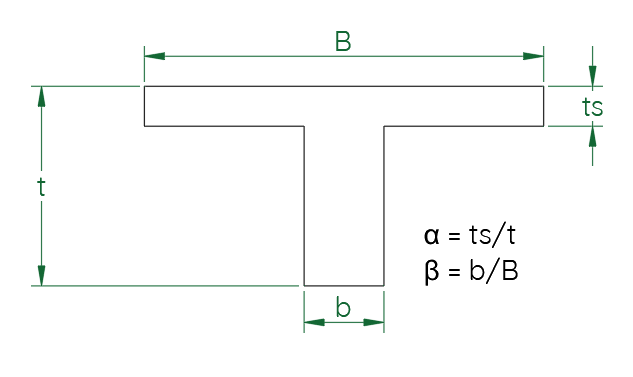 B
ts
t
α = ts/t
β = b/B
b